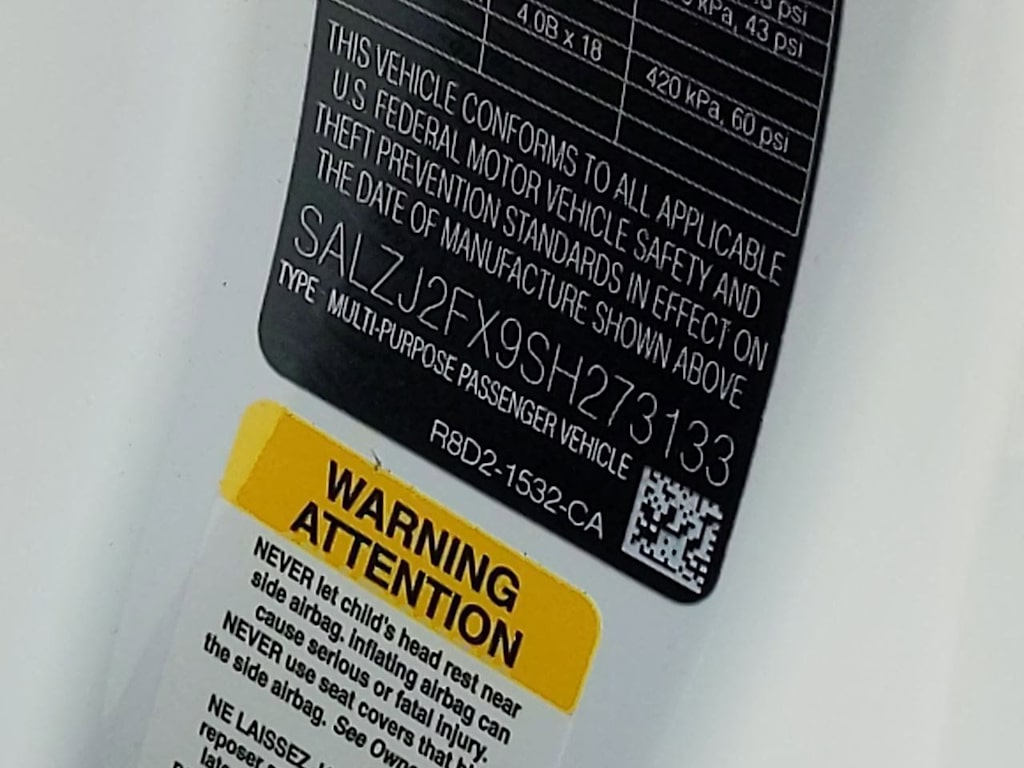 psi
4.0B x 18
kPa, 43 psi
420 kPa, 60 psi
THIS VEHICLE CONFORMS TO ALL APPLICABLE
U.S. FEDERAL MOTOR VEHICLE SAFETY AND
THEFT PREVENTION STANDARDS IN EFFECT ON
THE DATE OF MANUFACTURE SHOWN ABOVE
SALZJ2FX9SH273133
TYPE MULTI-PURPOSE PASSENGER VEHICLE
R8D2-1532-CA
WARNING
ATTENTION
NEVER let child's head rest near
side airbag. Inflating airbag can
cause serious or fatal injury.
NEVER use seat covers that
the side airbag. See
NE LAISSEZ
reposer